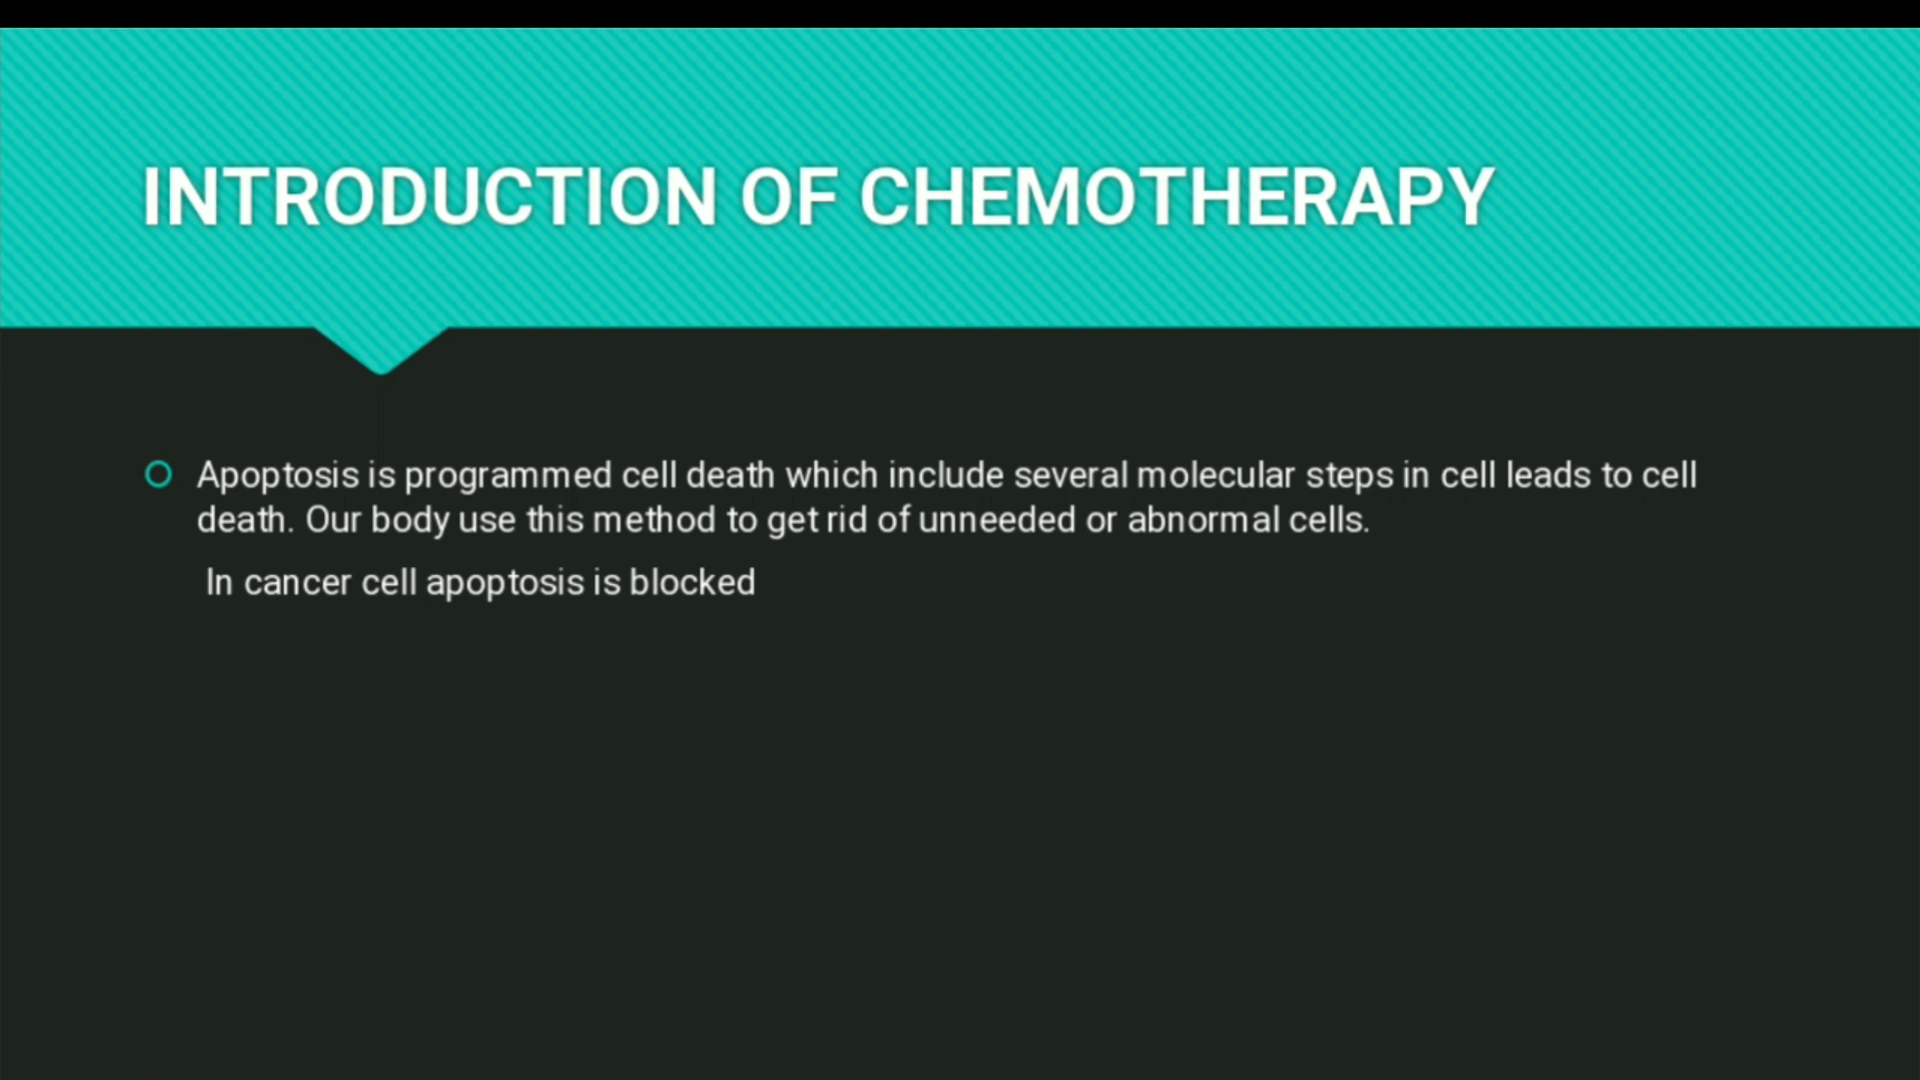 INTRODUCTION OF CHEMOTHERAPY
Apoptosis is programmed cell death which include several molecular steps in cell leads to cell
death. Our body use this method to get rid of unneeded or abnormal cells.
In cancer cell apoptosis is blocked